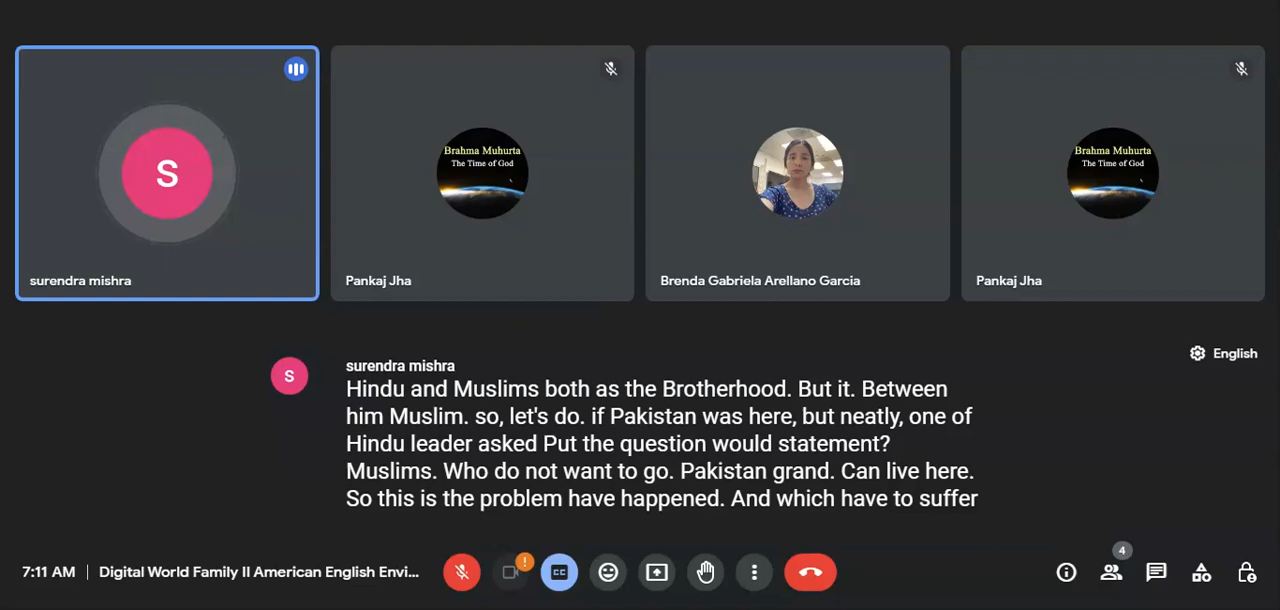 S
surendra mishra
Brahma Muhurta
The Time of God
Pankaj Jha
Brenda Gabriela Arellano Garcia
Brahma Muhurta
The Time of God
Pankaj Jha
English
S
surendra mishra
Hindu and Muslims both as the Brotherhood. But it. Between
him Muslim. so, let's do. if Pakistan was here, but neatly, one of
Hindu leader asked Put the question would statement?
Muslims. Who do not want to go. Pakistan grand. Can live here.
So this is the problem have happened. And which have to suffer
7:11 AM | Digital World Family II American English Envi...
!
CC
4